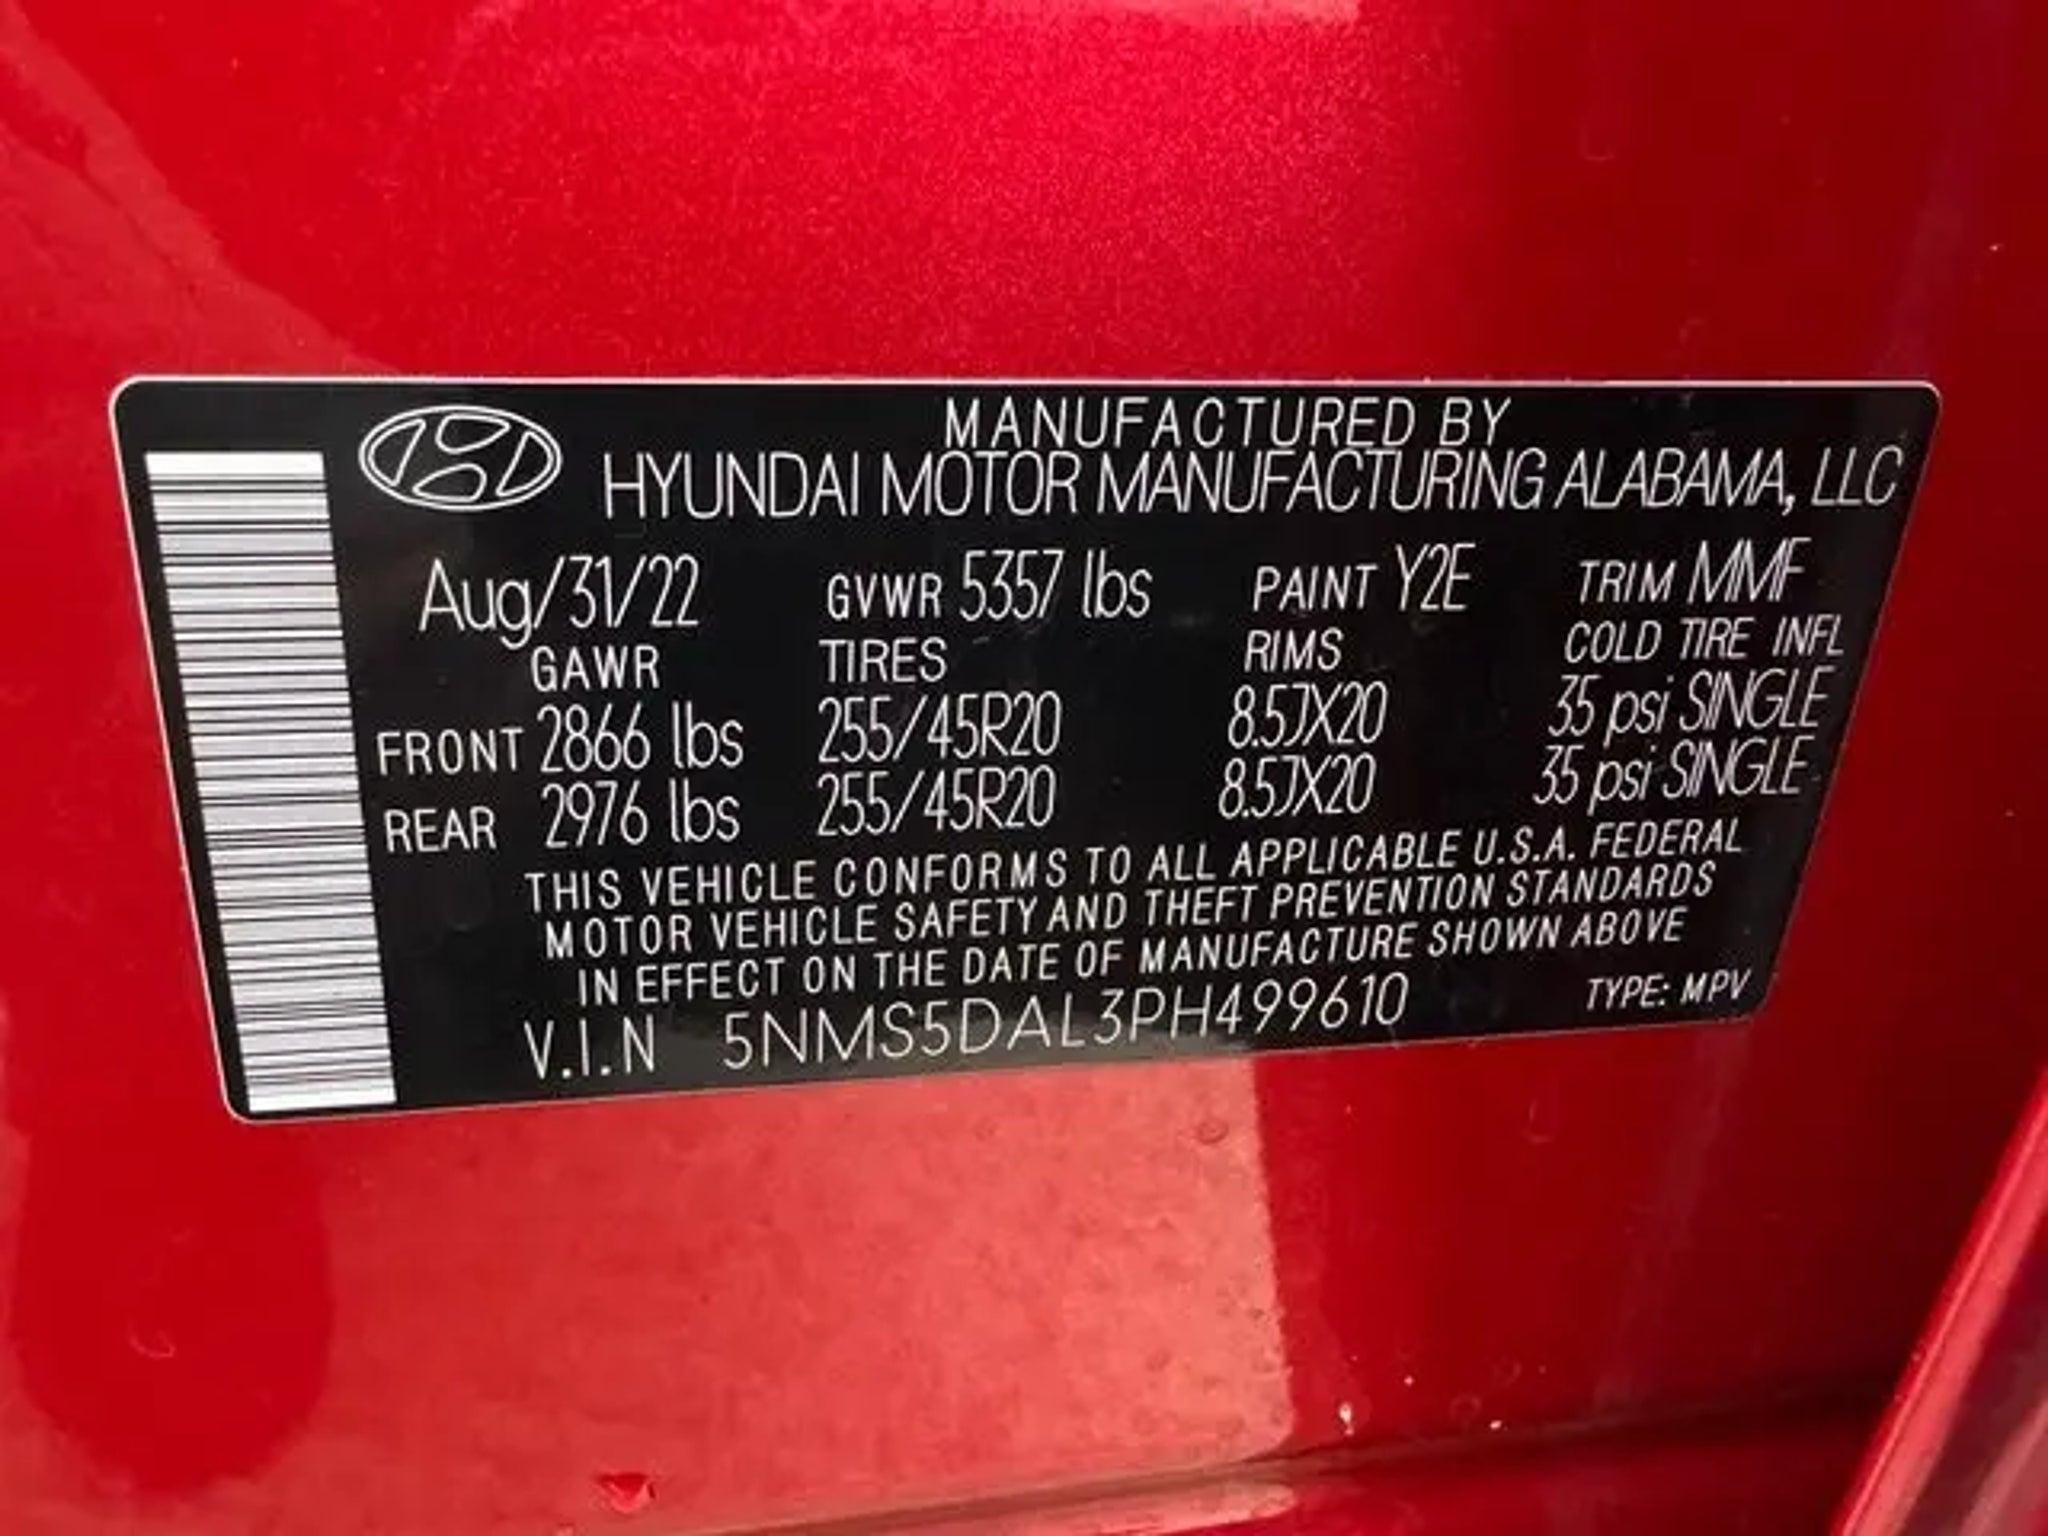 MANUFACTURED BY
HYUNDAI MOTOR MANUFACTURING ALABAMA, LLC
Aug/31/22 GVWR 5357 lbs PAINT Y2E TRIM MMF
GAWR TIRES RIMS COLD TIRE INFL
FRONT 2866 lbs 255/45R20 8.5JX20 35 psi SINGLE
REAR 2976 lbs 255/45R20 8.5JX20 35 psi SINGLE
THIS VEHICLE CONFORMS TO ALL APPLICABLE U.S.A. FEDERAL
MOTOR VEHICLE SAFETY AND THEFT PREVENTION STANDARDS
IN EFFECT ON THE DATE OF MANUFACTURE SHOWN ABOVE
V.I.N 5NMS5DAL3PH499610 TYPE: MPV